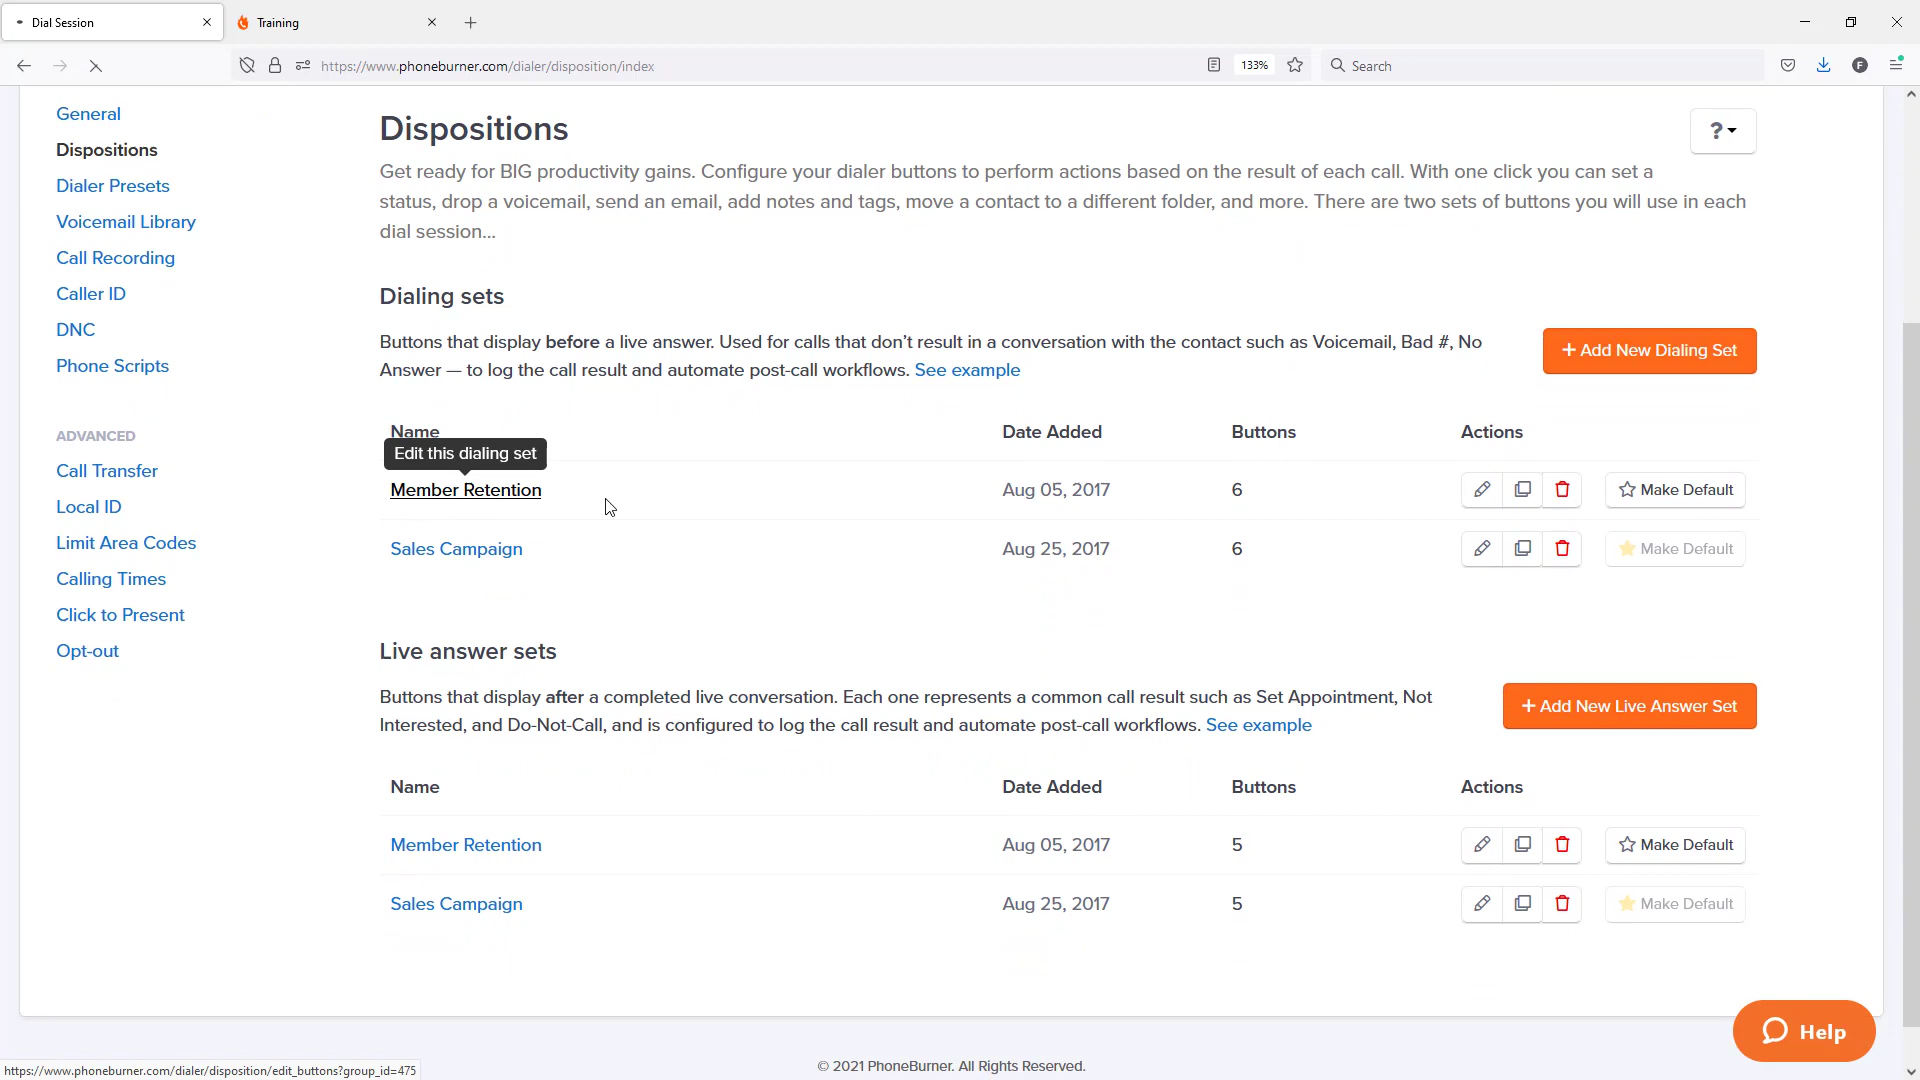 Dial Session
Training
https://www.phoneburner.com/dialer/disposition/index
133%
Search
F
General
Dispositions
Dialer Presets
Voicemail Library
Call Recording
Caller ID
DNC
Phone Scripts
ADVANCED
Call Transfer
Local ID
Limit Area Codes
Calling Times
Click to Present
Opt-out
Dispositions
?
Get ready for BIG productivity gains. Configure your dialer buttons to perform actions based on the result of each call. With one click you can set a
status, drop a voicemail, send an email, add notes and tags, move a contact to a different folder, and more. There are two sets of buttons you will use in each
dial session...
Dialing sets
Buttons that display before a live answer. Used for calls that don’t result in a conversation with the contact such as Voicemail, Bad #, No
Answer — to log the call result and automate post-call workflows. See example
+ Add New Dialing Set
Name Date Added Buttons Actions
Edit this dialing set
Member Retention Aug 05, 2017 6 Make Default
Sales Campaign Aug 25, 2017 6 Make Default
Live answer sets
Buttons that display after a completed live conversation. Each one represents a common call result such as Set Appointment, Not
Interested, and Do-Not-Call, and is configured to log the call result and automate post-call workflows. See example
+ Add New Live Answer Set
Name Date Added Buttons Actions
Member Retention Aug 05, 2017 5 Make Default
Sales Campaign Aug 25, 2017 5 Make Default
Help
© 2021 PhoneBurner. All Rights Reserved.
https://www.phoneburner.com/dialer/disposition/edit_buttons?group_id=475